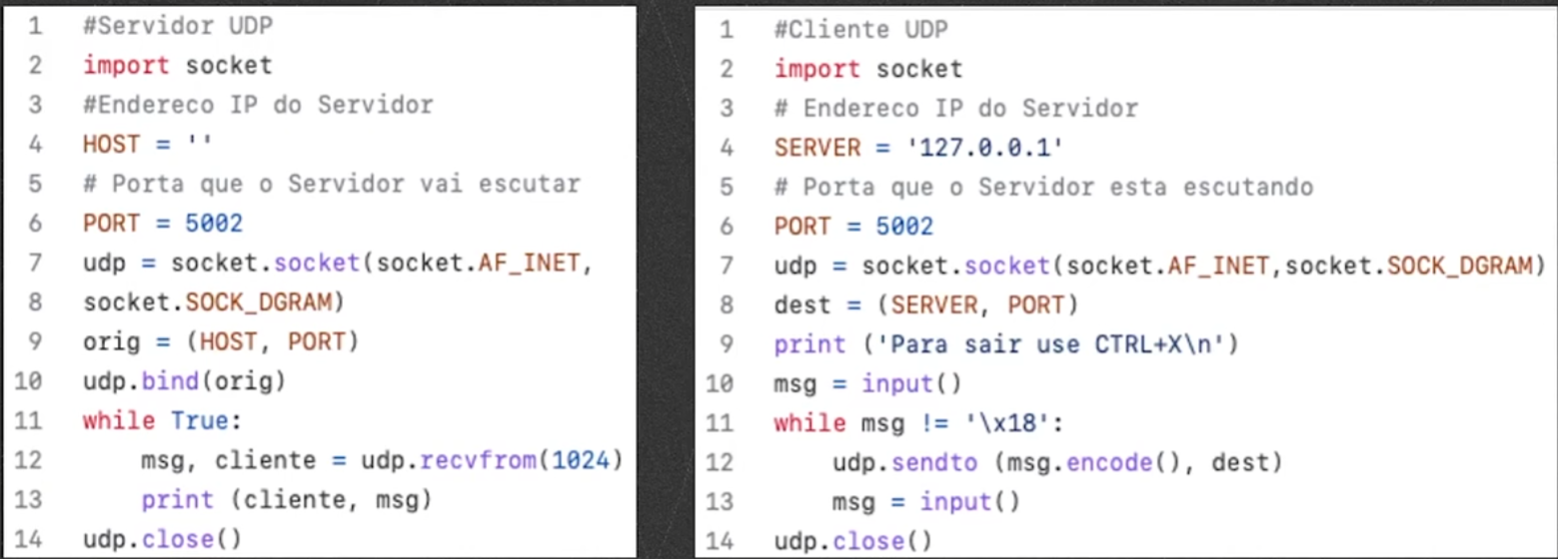 1 #Servidor UDP
2 import socket
3 #Endereco IP do Servidor
4 HOST = ''
5 # Porta que o Servidor vai escutar
6 PORT = 5002
7 udp = socket.socket(socket.AF_INET,
8 socket.SOCK_DGRAM)
9 orig = (HOST, PORT)
10 udp.bind(orig)
11 while True:
12     msg, cliente = udp.recvfrom(1024)
13     print (cliente, msg)
14 udp.close()
1 #Cliente UDP
2 import socket
3 # Endereco IP do Servidor
4 SERVER = '127.0.0.1'
5 # Porta que o Servidor esta escutando
6 PORT = 5002
7 udp = socket.socket(socket.AF_INET,socket.SOCK_DGRAM)
8 dest = (SERVER, PORT)
9 print ('Para sair use CTRL+X\n')
10 msg = input()
11 while msg != '\x18':
12     udp.sendto (msg.encode(), dest)
13     msg = input()
14 udp.close()